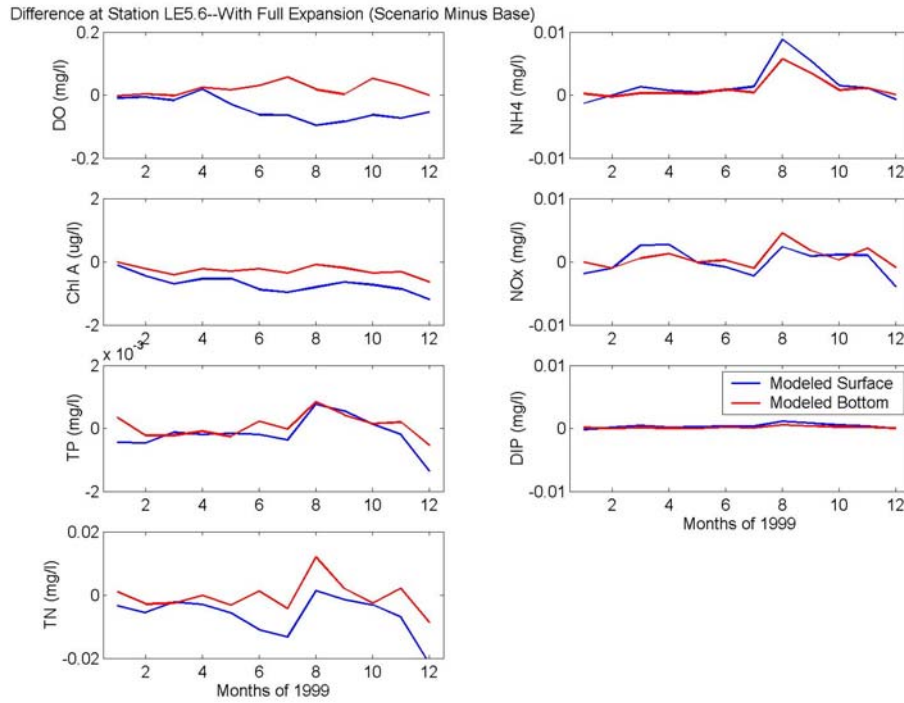 Difference at Station LE5.6--With Full Expansion (Scenario Minus Base)
0.2
0
-0.2
DO (mg/l)
2 4 6 8 10 12
2
0
-2
Chl A (ug/l)
2 4 6 8 10 12
x 10⁻³
2
0
-2
TP (mg/l)
2 4 6 8 10 12
0.02
0
-0.02
TN (mg/l)
2 4 6 8 10 12
Months of 1999
0.01
0
-0.01
NH4 (mg/l)
2 4 6 8 10 12
0.01
0
-0.01
NOx (mg/l)
2 4 6 8 10 12
0.01
0
-0.01
DIP (mg/l)
Modeled Surface
Modeled Bottom
2 4 6 8 10 12
Months of 1999